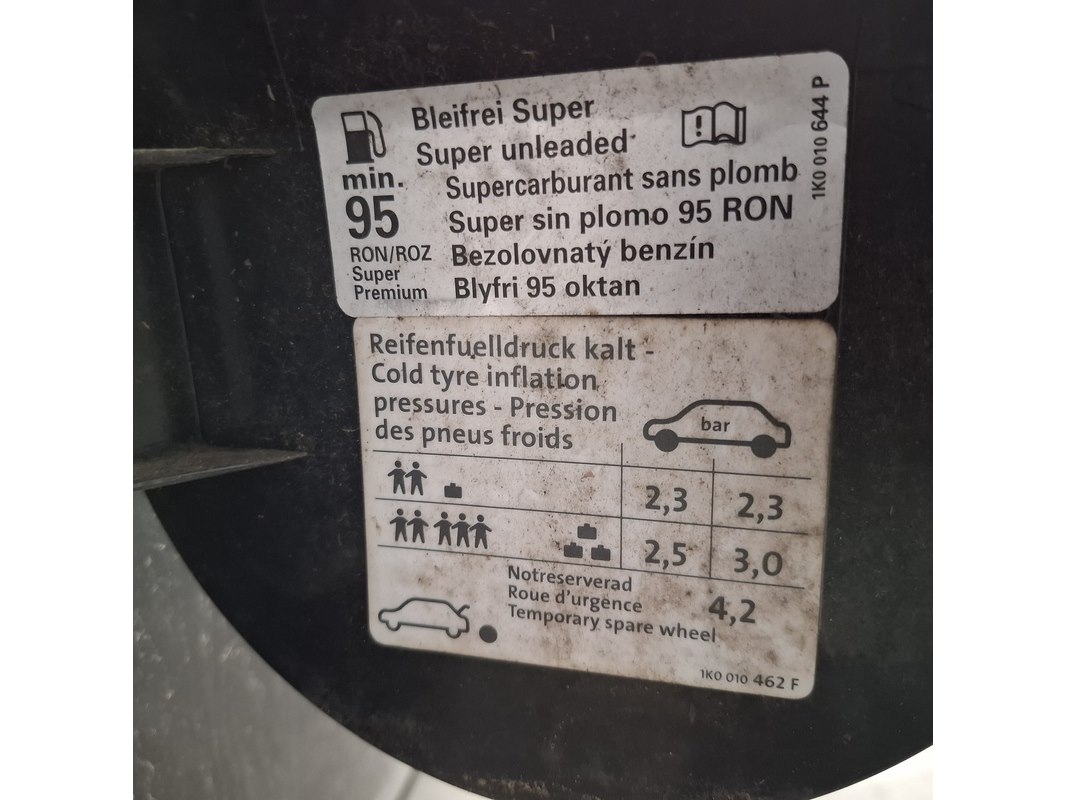 Bleifrei Super
Super unleaded
Supercarburant sans plomb
Super sin plomo 95 RON
Bezolovnatý benzín
Blyfri 95 oktan
min.
95
RON/ROZ
Super
Premium
1K0 010 644 P
Reifenfuelldruck kalt -
Cold tyre inflation
pressures - Pression
des pneus froids
bar
2,3 2,3
2,5 3,0
Notreserverad
Roue d'urgence
Temporary spare wheel
4,2
1K0 010 462 F